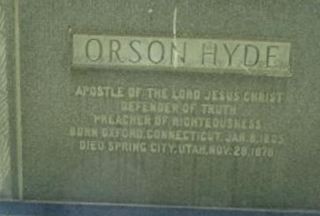 ORSON HYDE
APOSTLE OF THE LORD JESUS CHRIST
DEFENDER OF TRUTH
PREACHER OF RIGHTEOUSNESS
BORN OXFORD, CONNECTICUT, JAN. 8, 1805
DIED SPRING CITY, UTAH, NOV. 28, 1878